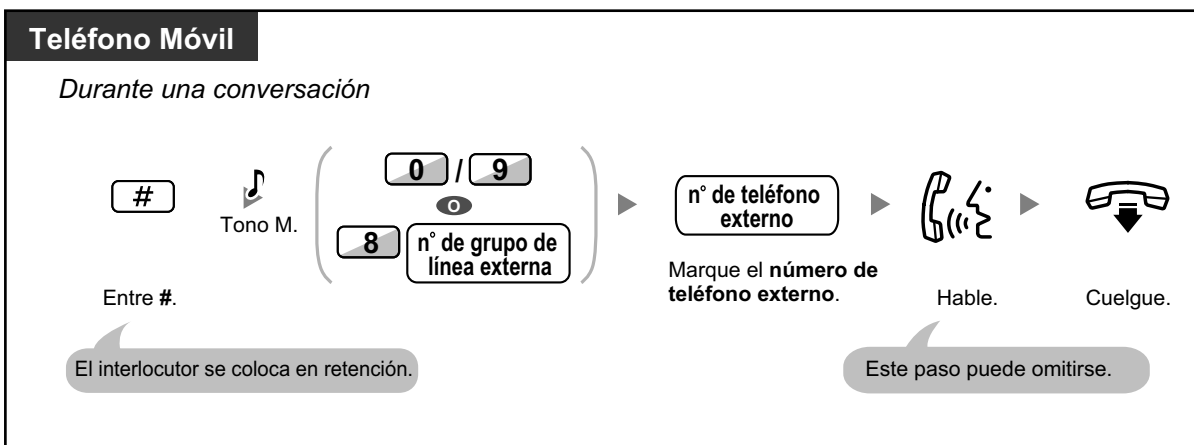 Teléfono Móvil
Durante una conversación
#
Tono M.
0 / 9
o
8 n° de grupo de
línea externa
n° de teléfono
externo
Entre #.
Marque el número de
teléfono externo.
Hable.
Cuelgue.
El interlocutor se coloca en retención.
Este paso puede omitirse.